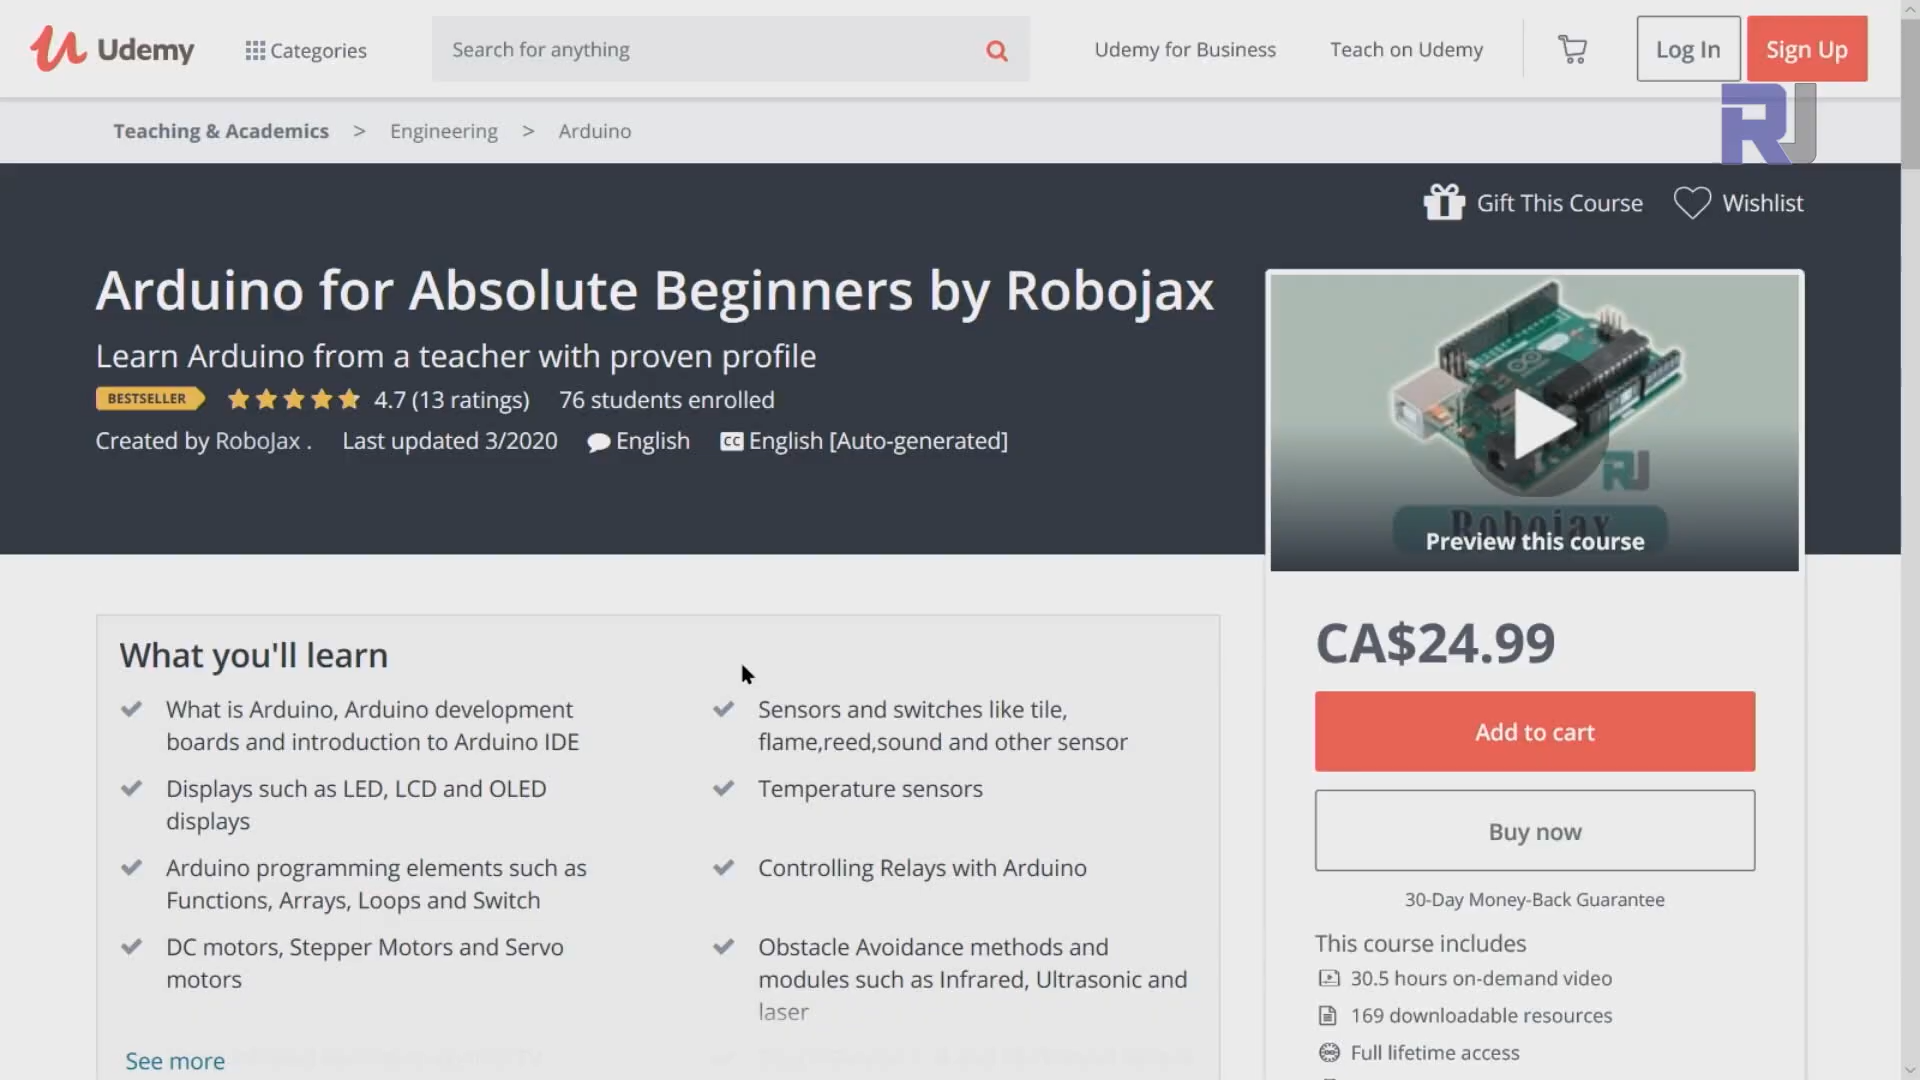 Udemy
Categories
Search for anything
Udemy for Business
Teach on Udemy
Log In
Sign Up
RJ
Teaching & Academics > Engineering > Arduino
Gift This Course
Wishlist
Arduino for Absolute Beginners by Robojax
Learn Arduino from a teacher with proven profile
BESTSELLER 4.7 (13 ratings) 76 students enrolled
Created by RoboJax . Last updated 3/2020 English CC English [Auto-generated]
RJ
Robojax
Preview this course
What you'll learn
What is Arduino, Arduino development
boards and introduction to Arduino IDE
Displays such as LED, LCD and OLED
displays
Arduino programming elements such as
Functions, Arrays, Loops and Switch
DC motors, Stepper Motors and Servo
motors
Sensors and switches like tile,
flame,reed,sound and other sensor
Temperature sensors
Controlling Relays with Arduino
Obstacle Avoidance methods and
modules such as Infrared, Ultrasonic and
laser
See more
CA$24.99
Add to cart
Buy now
30-Day Money-Back Guarantee
This course includes
30.5 hours on-demand video
169 downloadable resources
Full lifetime access